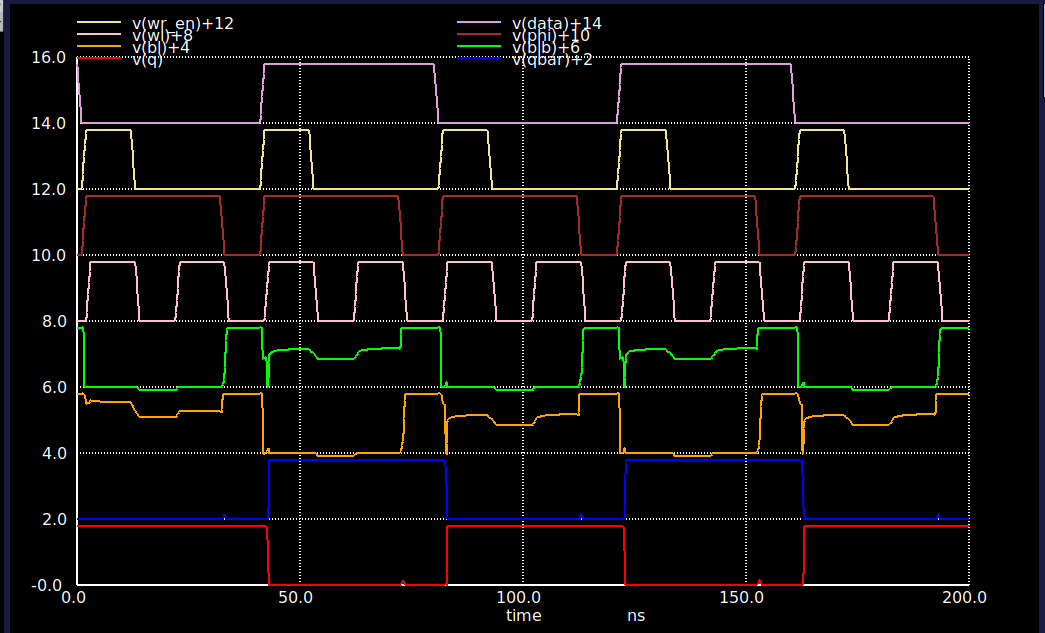 v(wr_en)+12 v(data)+14
v(wl)+8 v(phi)+10
v(bl)+4 v(blb)+6
v(q) v(qbar)+2
16.0
14.0
12.0
10.0
8.0
6.0
4.0
2.0
-0.0
0.0 50.0 100.0 150.0 200.0
time ns